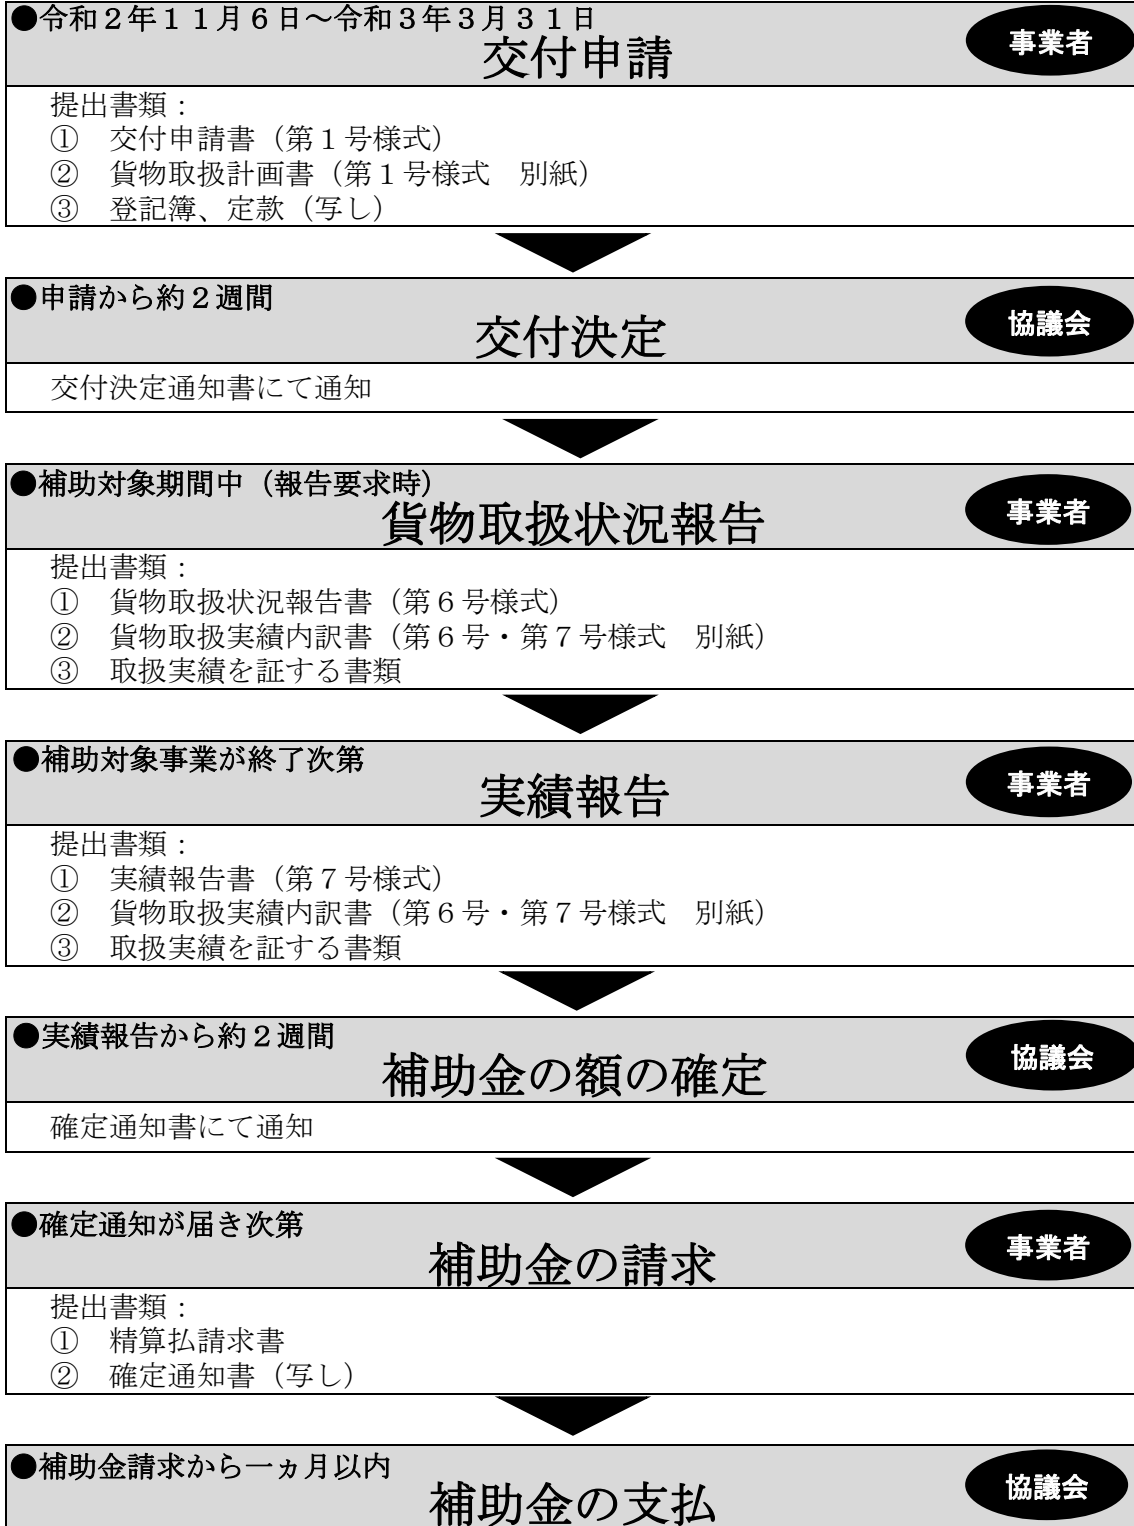 ●令和２年１１月６日～令和３年３月３１日
交付申請
事業者
提出書類：
①　交付申請書（第１号様式）
②　貨物取扱計画書（第１号様式　別紙）
③　登記簿、定款（写し）
●申請から約２週間
交付決定
協議会
交付決定通知書にて通知
●補助対象期間中（報告要求時）
貨物取扱状況報告
事業者
提出書類：
①　貨物取扱状況報告書（第６号様式）
②　貨物取扱実績内訳書（第６号・第７号様式　別紙）
③　取扱実績を証する書類
●補助対象事業が終了次第
実績報告
事業者
提出書類：
①　実績報告書（第７号様式）
②　貨物取扱実績内訳書（第６号・第７号様式　別紙）
③　取扱実績を証する書類
●実績報告から約２週間
補助金の額の確定
協議会
確定通知書にて通知
●確定通知が届き次第
補助金の請求
事業者
提出書類：
①　精算払請求書
②　確定通知書（写し）
●補助金請求から一ヵ月以内
補助金の支払
協議会